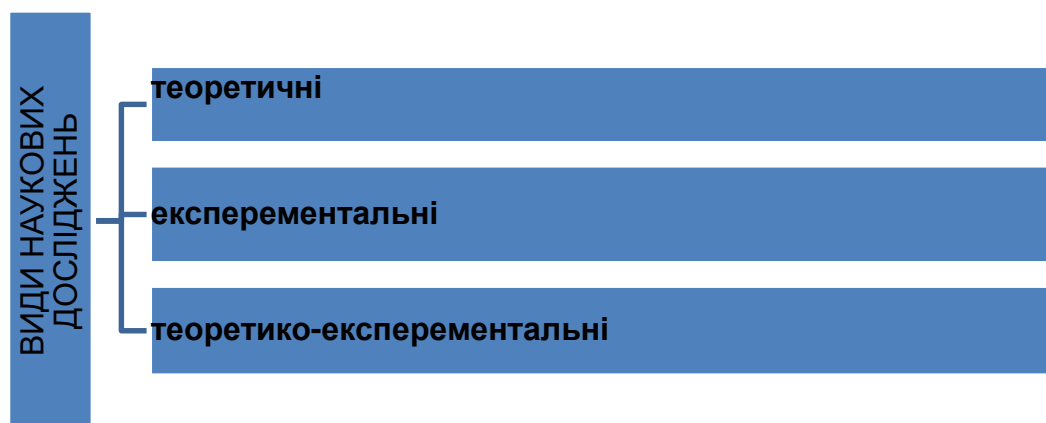 ВИДИ НАУКОВИХ
ДОСЛІДЖЕНЬ
теоретичні
експерементальні
теоретико-експерементальні